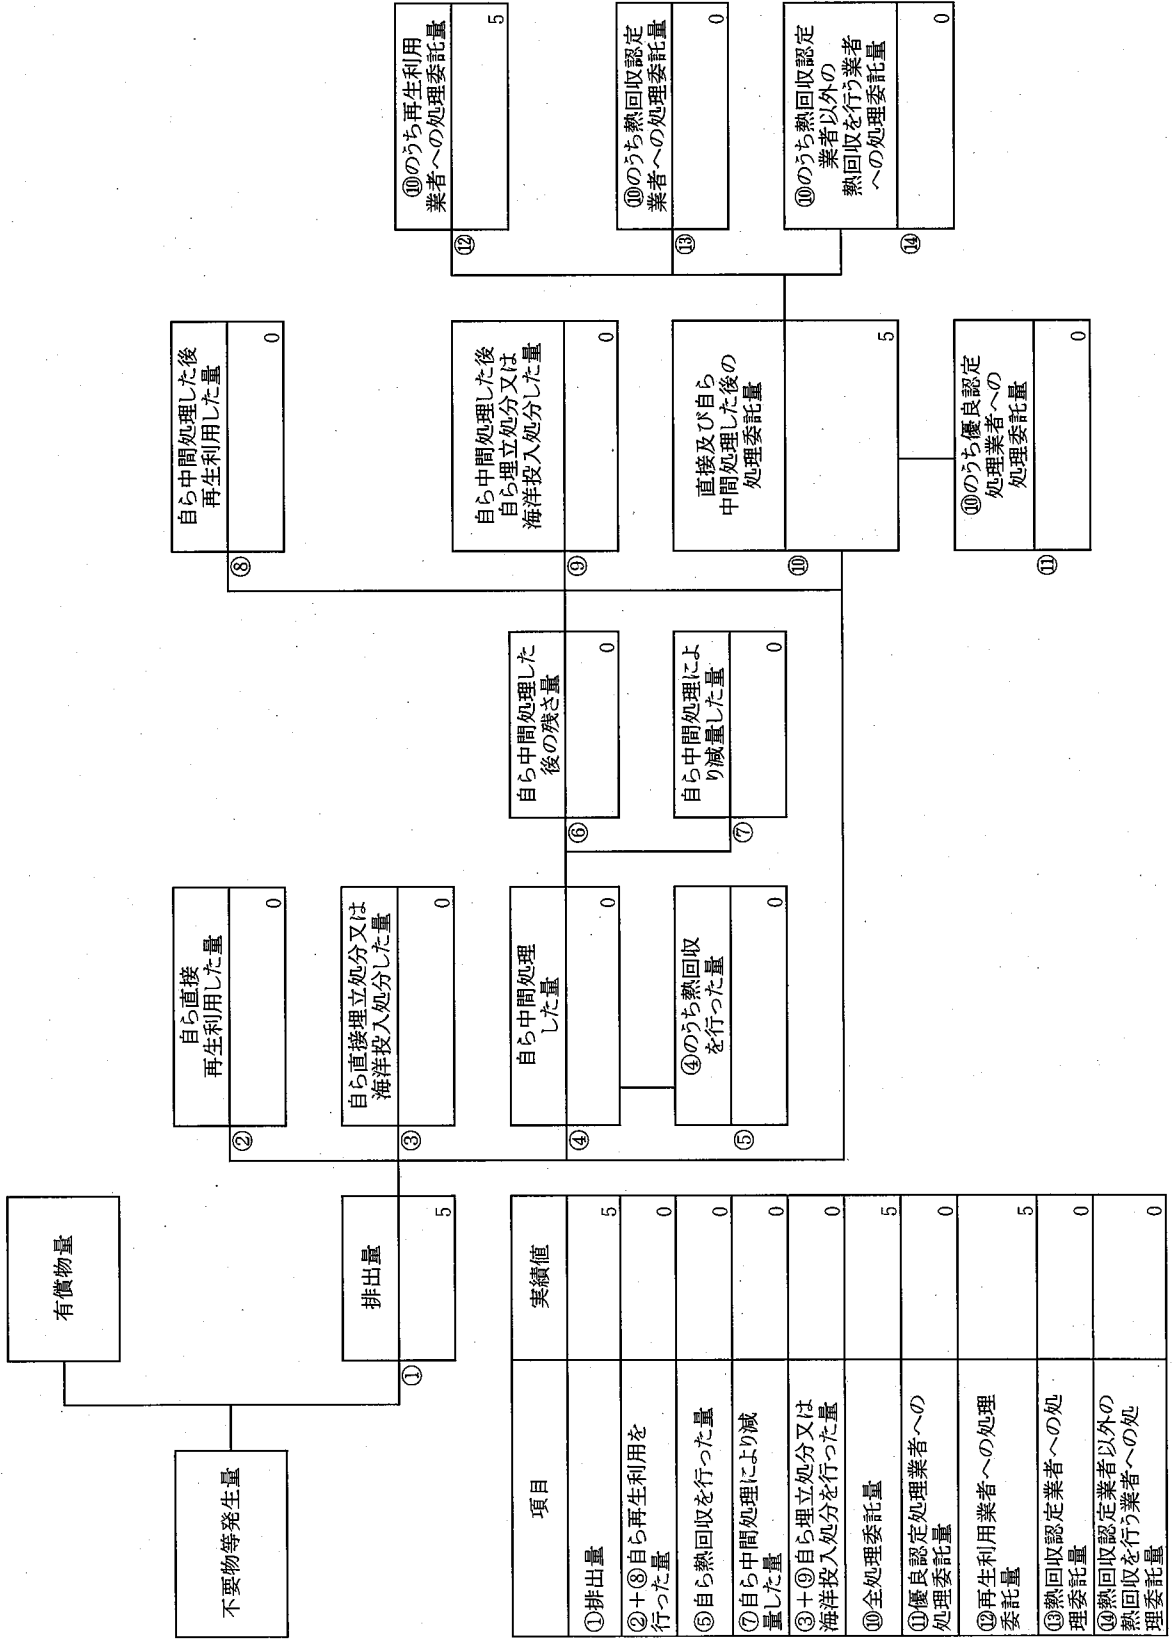 不要物等発生量
有償物量
①
排出量
5
②
自ら直接
再生利用した量
0
③
自ら直接埋立処分又は
海洋投入処分した量
0
④
自ら中間処理
した量
0
⑤
④のうち熱回収
を行った量
0
⑥
自ら中間処理した
後の残さ量
0
⑦
自ら中間処理によ
り減量した量
0
⑧
自ら中間処理した後
再生利用した量
0
⑨
自ら中間処理した後
自ら埋立処分又は
海洋投入処分した量
0
⑩
直接及び自ら
中間処理した後の
処理委託量
5
⑪
⑩のうち優良認定
処理業者への
処理委託量
0
⑫
⑩のうち再生利用
業者への処理委託量
5
⑬
⑩のうち熱回収認定
業者への処理委託量
0
⑭
⑩のうち熱回収認定
業者以外の
熱回収を行う業者
への処理委託量
0
項目
実績値
①排出量
5
②+⑧自ら再生利用を
行った量
0
⑤自ら熱回収を行った量
0
⑦自ら中間処理により減
量した量
0
③+⑨自ら埋立処分又は
海洋投入処分を行った量
0
⑩全処理委託量
5
⑪優良認定処理業者への
処理委託量
0
⑫再生利用業者への処理
委託量
5
⑬熱回収認定業者への処
理委託量
0
⑭熱回収認定業者以外の
熱回収を行う業者への処
理委託量
0